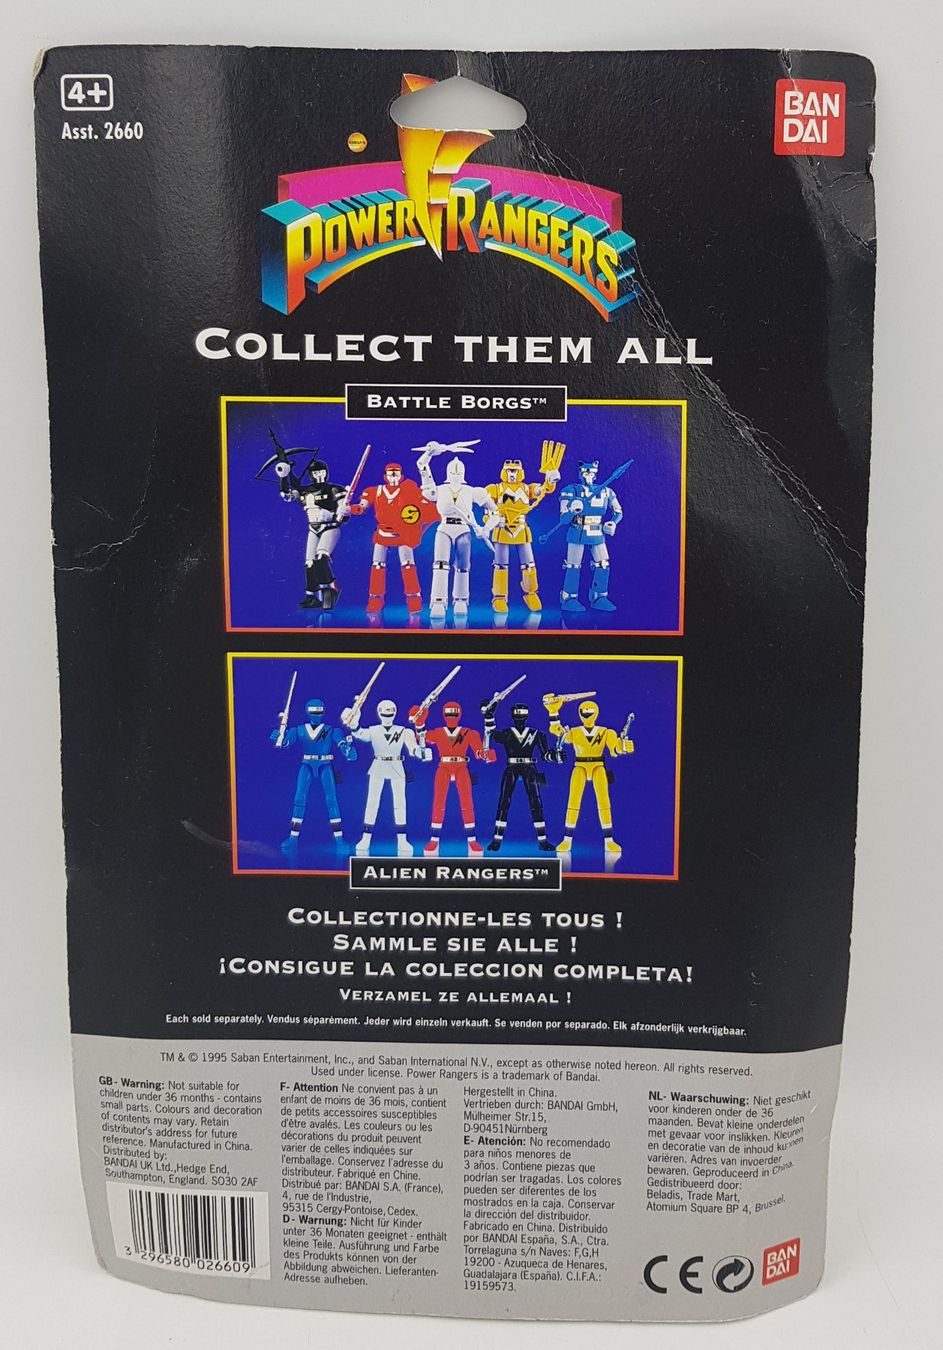 4+
Asst. 2660
BAN
DAI
POWER RANGERS
COLLECT THEM ALL
BATTLE BORGS™
ALIEN RANGERS™
COLLECTIONNE-LES TOUS !
SAMMLE SIE ALLE !
¡CONSIGUE LA COLECCION COMPLETA!
VERZAMEL ZE ALLEMAAL !
Each sold separately. Vendus séparément. Jeder wird einzeln verkauft. Se venden por separado. Elk afzonderlijk verkrijgbaar.
TM & © 1995 Saban Entertainment, Inc., and Saban International N.V., except as otherwise noted hereon. All rights reserved.
Used under license. Power Rangers is a trademark of Bandai.
GB- Warning: Not suitable for
children under 36 months - contains
small parts. Colours and decoration
of contents may vary. Retain
distributor's address for future
reference. Manufactured in China.
Distributed by:
BANDAI UK Ltd.,Hedge End,
Southampton, England. SO30 2AF
3 296580 026609
F- Attention Ne convient pas à un
enfant de moins de 36 mois, contient
de petits accessoires susceptibles
d'être avalés. Les couleurs ou les
décorations du produit peuvent
varier de celles indiquées sur
l'emballage. Conservez l'adresse du
distributeur. Fabriqué en Chine.
Distribué par: BANDAI S.A. (France),
4, rue de l'Industrie,
95315 Cergy-Pontoise, Cedex.
D- Warnung: Nicht für Kinder
unter 36 Monaten geeignet - enthält
kleine Teile. Ausführung und Farbe
des Produkts können von der
Abbildung abweichen. Lieferanten-
Adresse aufheben.
Hergestellt in China.
Vertrieben durch: BANDAI GmbH,
Mülheimer Str.15,
D-90451Nürnberg
E- Atención: No recomendado
para niños menores de
3 años. Contiene piezas que
podrían ser tragadas. Los colores
pueden ser diferentes de los
mostrados en la caja. Conservar
la dirección del distribuidor.
Fabricado en China. Distribuído
por BANDAI España, S.A., Ctra.
Torrelaguna s/n Naves: F,G,H
19200 - Azuqueca de Henares,
Guadalajara (España). C.I.F.A.:
19159573.
NL- Waarschuwing: Niet geschikt
voor kinderen onder de 36
maanden. Bevat kleine onderdelen
met gevaar voor inslikken. Kleuren
en decoratie van de inhoud kunnen
variëren. Adres van invoerder
bewaren. Geproduceerd in China.
Gedistribueerd door:
Beladis, Trade Mart,
Atomium Square BP 4, Brussel.
CE
BAN
DAI